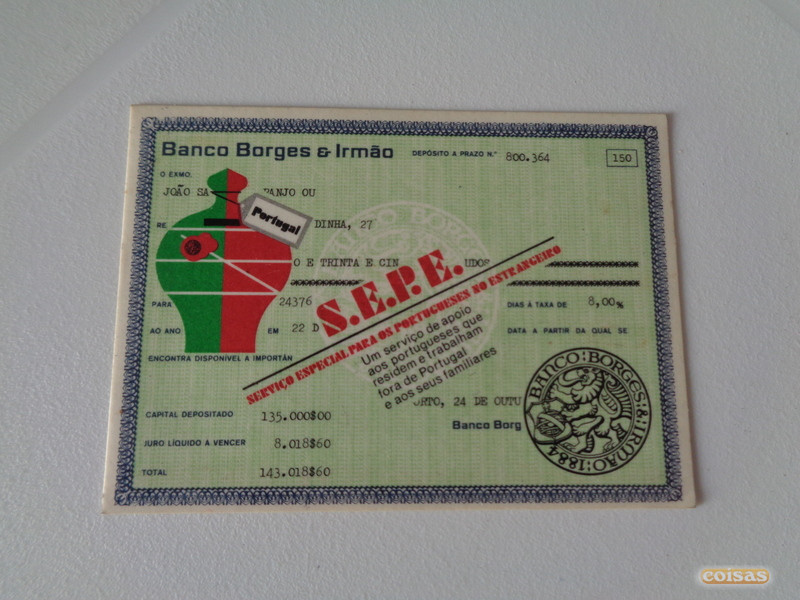 Banco Borges & Irmão DEPÓSITO A PRAZO N.º 800.364 150
O EXMO.
JOÃO SA ANJO OU
Portugal
RE DINHA, 27
O E TRINTA E CIN UDOS
PARA 24376 DIAS À TAXA DE 8,00%
AO ANO EM 22 D DATA A PARTIR DA QUAL SE
ENCONTRA DISPONÍVEL A IMPORTÂN
S.E.P.E.
SERVIÇO ESPECIAL PARA OS PORTUGUESES NO ESTRANGEIRO
Um serviço de apoio
aos portugueses que
residem e trabalham
fora de Portugal
e aos seus familiares
CAPITAL DEPOSITADO 135.000$00
ORTO, 24 DE OUTU
Banco Borg
JURO LÍQUIDO A VENCER 8.018$60
TOTAL 143.018$60
BANCO:BORGES:&:IRMÃO:1884
BANCO BORGES
coisas